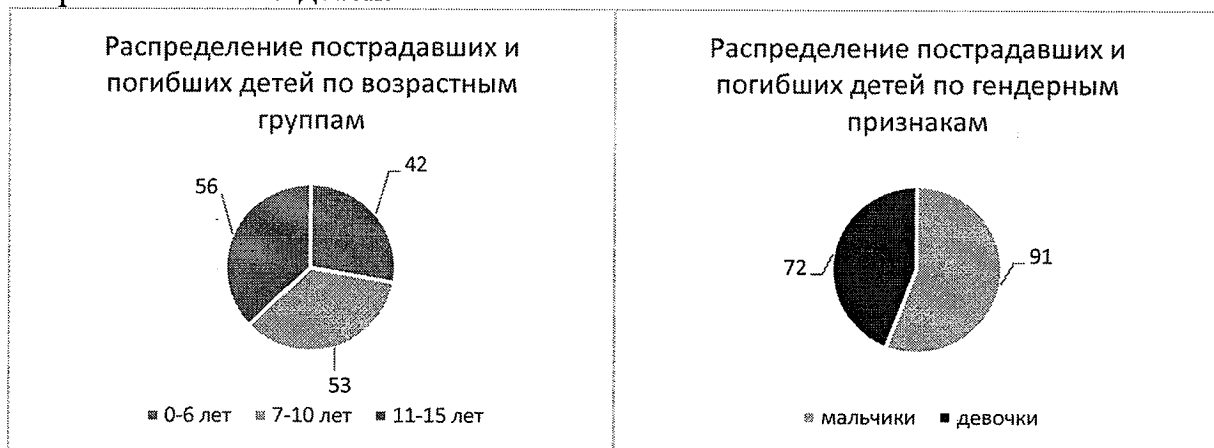 Распределение пострадавших и
погибших детей по возрастным
группам
56
42
53
0-6 лет 7-10 лет 11-15 лет
Распределение пострадавших и
погибших детей по гендерным
признакам
72
91
мальчики девочки